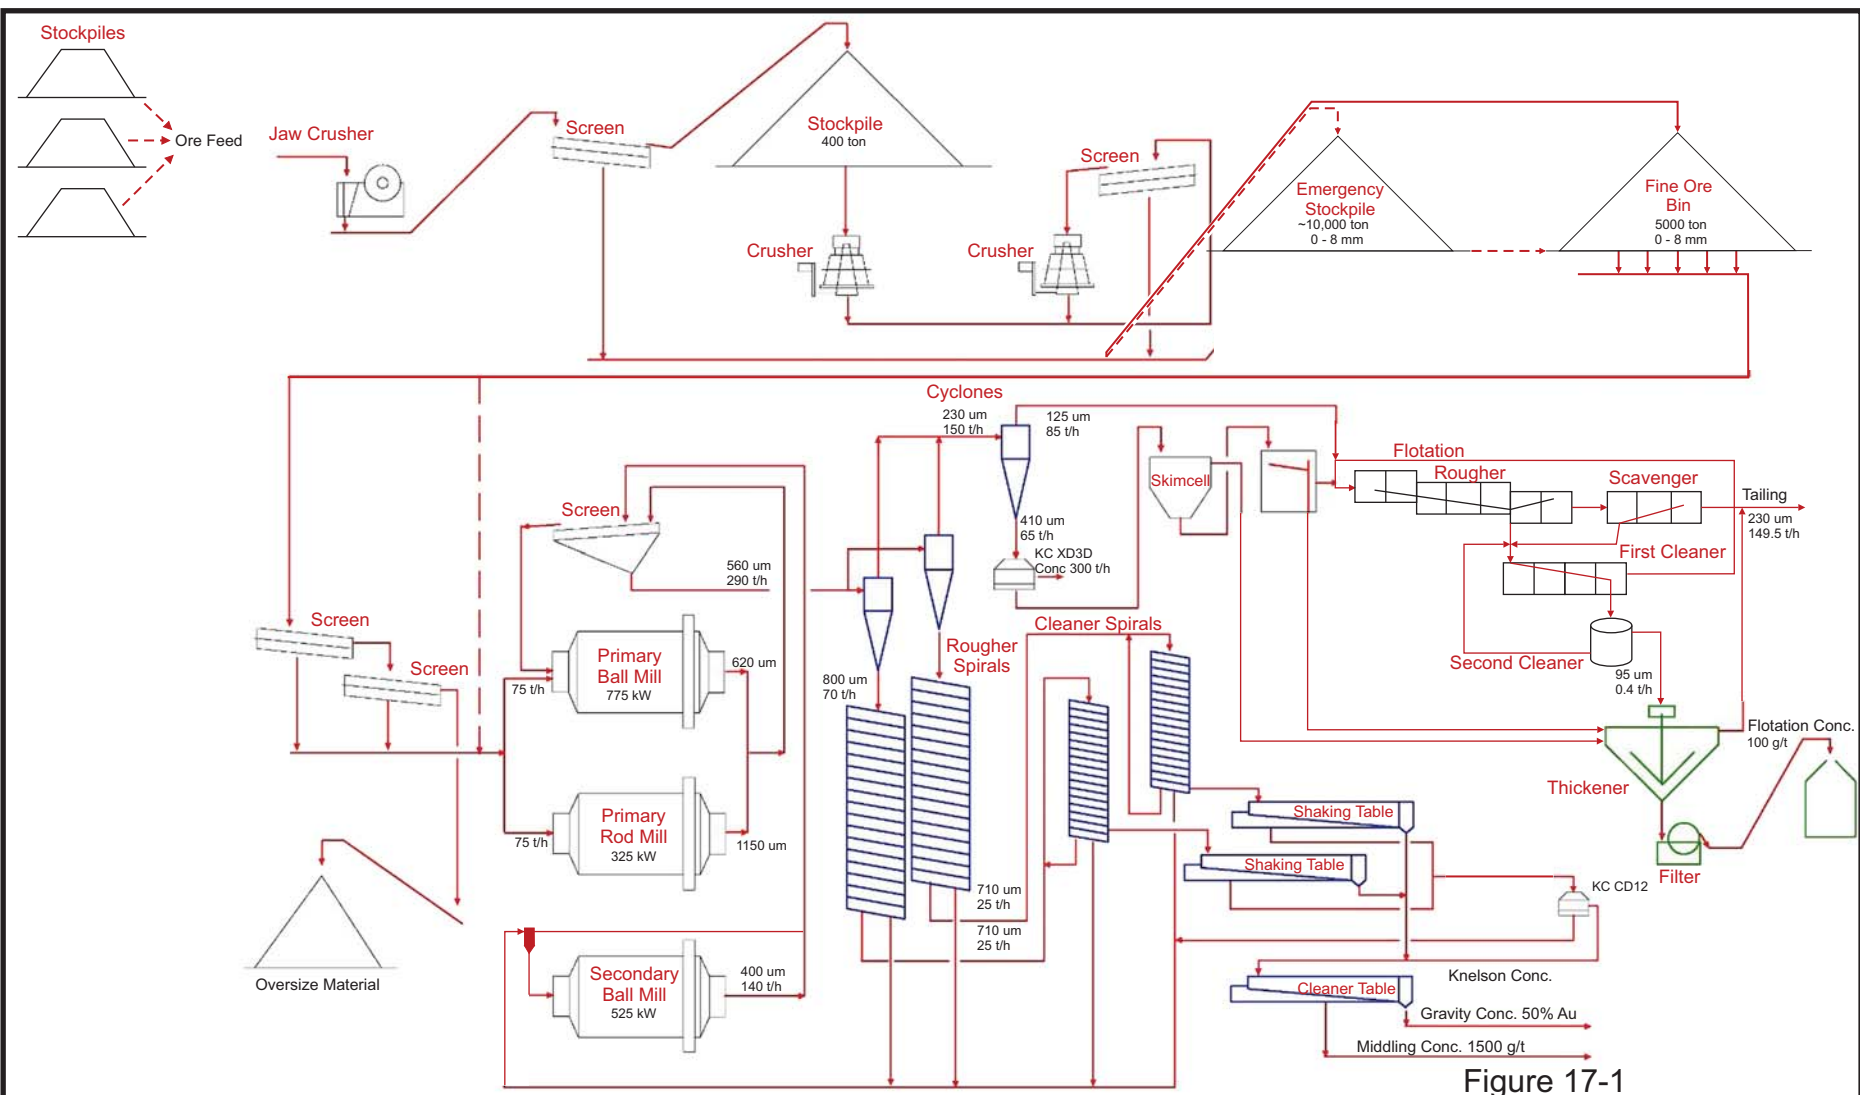 Stockpiles
Ore Feed
Jaw Crusher
Screen
Stockpile
400 ton
Crusher
Screen
Crusher
Emergency
Stockpile
~10,000 ton
0 - 8 mm
Fine Ore
Bin
5000 ton
0 - 8 mm
Cyclones
230 um
150 t/h
125 um
85 t/h
Skimcell
Flotation
Rougher
Scavenger
Tailing
230 um
149.5 t/h
First Cleaner
Second Cleaner
95 um
0.4 t/h
410 um
65 t/h
KC XD3D
Conc 300 t/h
Screen
560 um
290 t/h
Screen
Screen
Primary
Ball Mill
775 kW
75 t/h
620 um
Primary
Rod Mill
325 kW
75 t/h
1150 um
Rougher
Spirals
800 um
70 t/h
Cleaner Spirals
710 um
25 t/h
710 um
25 t/h
Shaking Table
Shaking Table
KC CD12
Flotation Conc.
100 g/t
Thickener
Filter
Oversize Material
Secondary
Ball Mill
525 kW
400 um
140 t/h
Knelson Conc.
Cleaner Table
Gravity Conc. 50% Au
Middling Conc. 1500 g/t
Figure 17-1